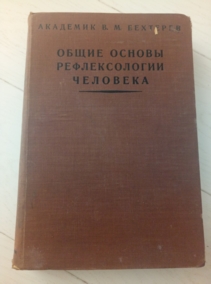 АКАДЕМИК В. М. БЕХТЕРЕВ
ОБЩИЕ ОСНОВЫ
РЕФЛЕКСОЛОГИИ
ЧЕЛОВЕКА